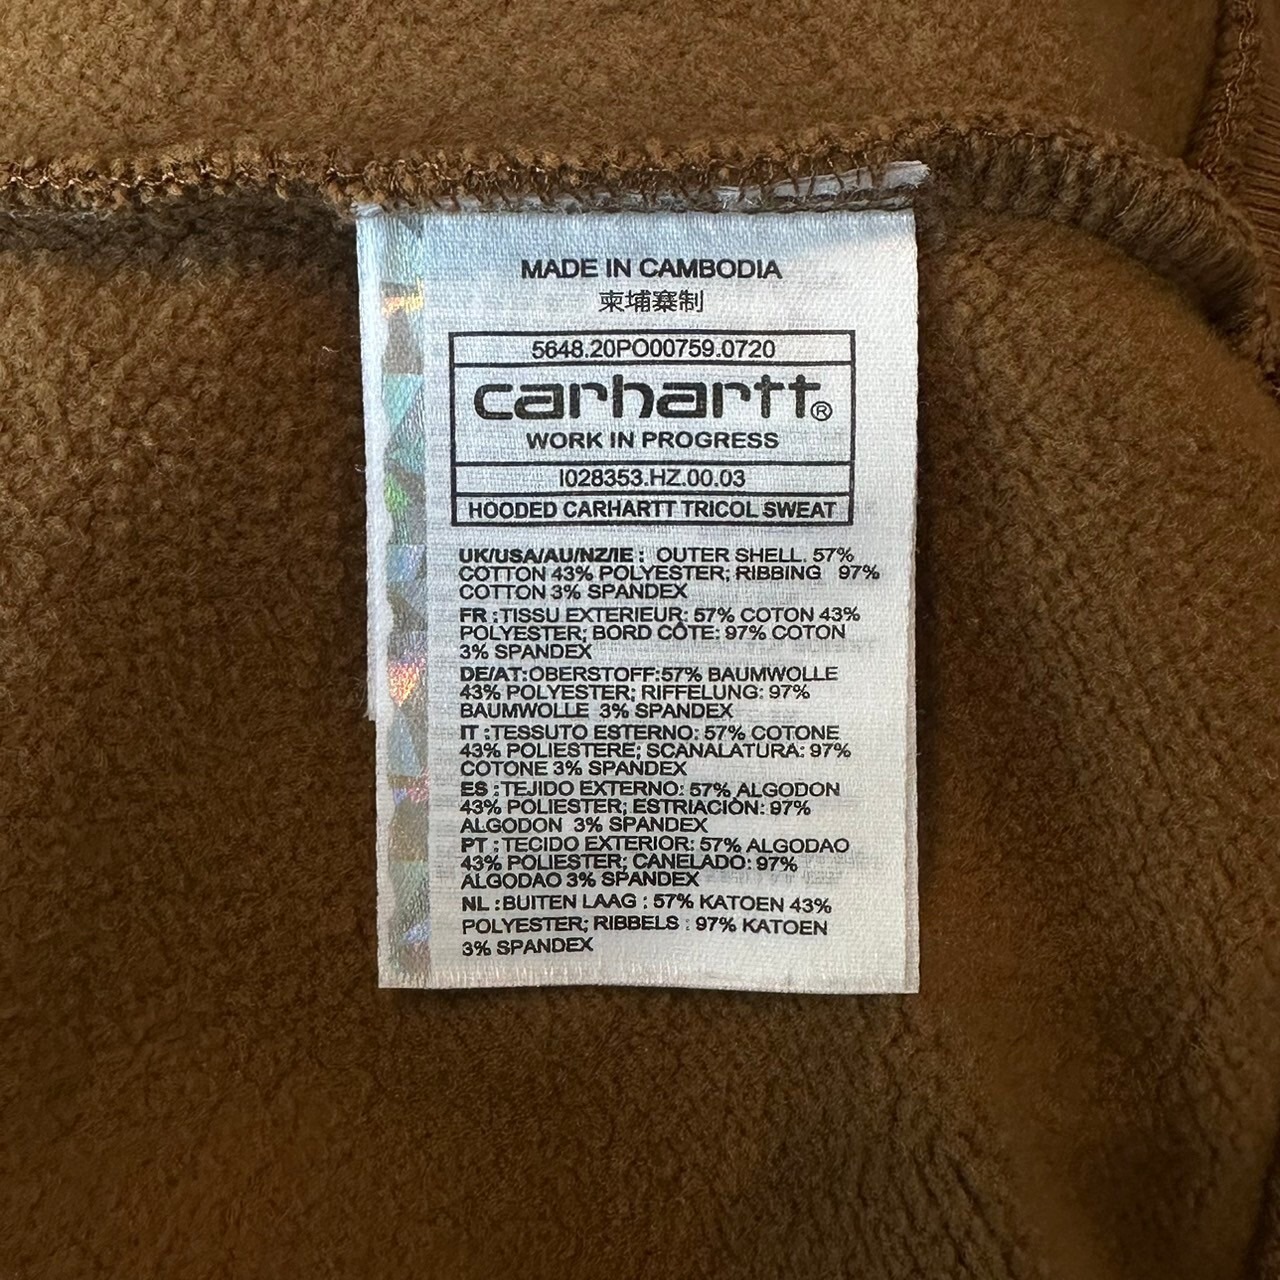 MADE IN CAMBODIA
柬埔寨制
5648.20PO00759.0720
carhartt®
WORK IN PROGRESS
I028353.HZ.00.03
HOODED CARHARTT TRICOL SWEAT
UK/USA/AU/NZ/IE : OUTER SHELL. 57%
COTTON 43% POLYESTER; RIBBING 97%
COTTON 3% SPANDEX
FR :TISSU EXTERIEUR: 57% COTON 43%
POLYESTER; BORD CÔTE: 97% COTON
3% SPANDEX
DE/AT:OBERSTOFF:57% BAUMWOLLE
43% POLYESTER; RIFFELUNG: 97%
BAUMWOLLE 3% SPANDEX
IT :TESSUTO ESTERNO: 57% COTONE
43% POLIESTERE; SCANALATURA: 97%
COTONE 3% SPANDEX
ES :TEJIDO EXTERNO: 57% ALGODON
43% POLIESTER; ESTRIACIÓN: 97%
ALGODON 3% SPANDEX
PT :TECIDO EXTERIOR: 57% ALGODAO
43% POLIESTER; CANELADO: 97%
ALGODAO 3% SPANDEX
NL :BUITEN LAAG : 57% KATOEN 43%
POLYESTER; RIBBELS : 97% KATOEN
3% SPANDEX